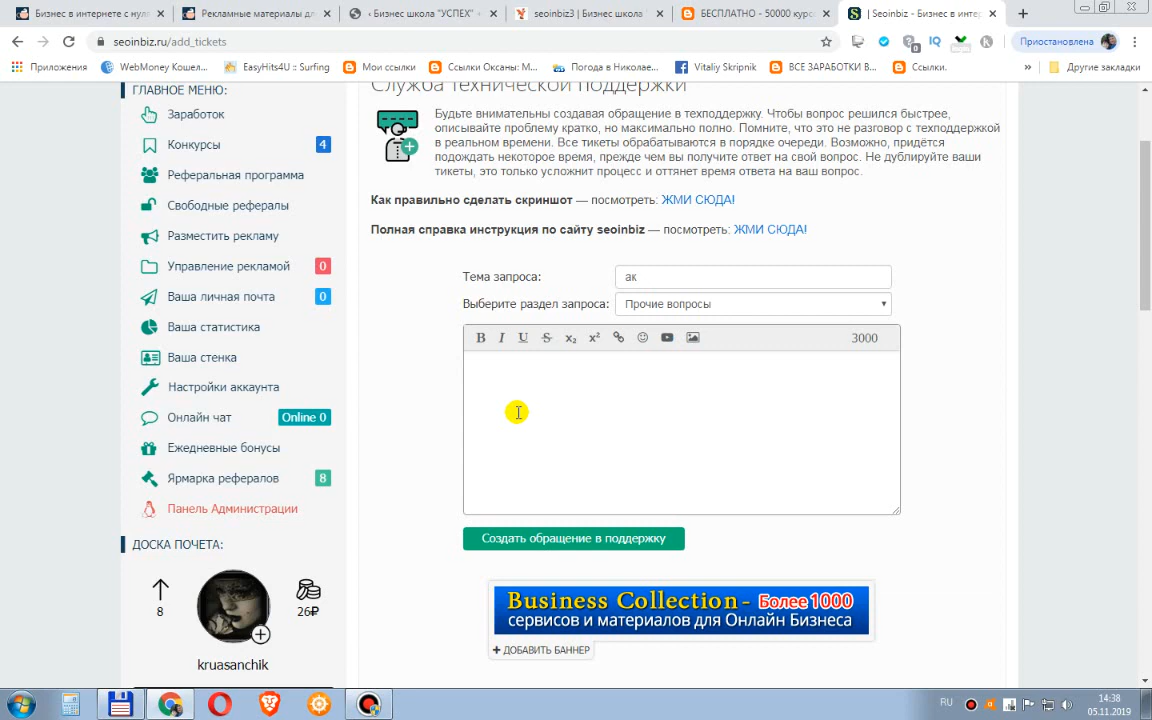 Бизнес в интернете с нул
Рекламные материалы дл
‹ Бизнес школа "УСПЕХ" +
seoinbiz3 | Бизнес школа
БЕСПЛАТНО - 50000 куро
| Seoinbiz - Бизнес в инте
seoinbiz.ru/add_tickets
IQ
Приостановлена
Приложения
WebMoney Кошел...
EasyHits4U :: Surfing
Мои ссылки
Ссылки Оксаны: М...
Погода в Николае...
Vitaliy Skripnik
ВСЕ ЗАРАБОТКИ В...
Ссылки.
»
Другие закладки
ГЛАВНОЕ МЕНЮ:
Заработок
Конкурсы 4
Реферальная программа
Свободные рефералы
Разместить рекламу
Управление рекламой 0
Ваша личная почта 0
Ваша статистика
Ваша стенка
Настройки аккаунта
Онлайн чат Online 0
Ежедневные бонусы
Ярмарка рефералов 8
Панель Администрации
ДОСКА ПОЧЕТА:
8
26₽
kruasanchik
Служба технической поддержки
Будьте внимательны создавая обращение в техподдержку. Чтобы вопрос решился быстрее,
описывайте проблему кратко, но максимально полно. Помните, что это не разговор с техподдержкой
в реальном времени. Все тикеты обрабатываются в порядке очереди. Возможно, придётся
подождать некоторое время, прежде чем вы получите ответ на свой вопрос. Не дублируйте ваши
тикеты, это только усложнит процесс и оттянет время ответа на ваш вопрос.
Как правильно сделать скриншот — посмотреть: ЖМИ СЮДА!
Полная справка инструкция по сайту seoinbiz — посмотреть: ЖМИ СЮДА!
Тема запроса: ак
Выберите раздел запроса: Прочие вопросы
B I U S x₂ x² 3000
Создать обращение в поддержку
Business Collection - Более 1000
сервисов и материалов для Онлайн Бизнеса
+ ДОБАВИТЬ БАННЕР
RU
14:38
05.11.2019